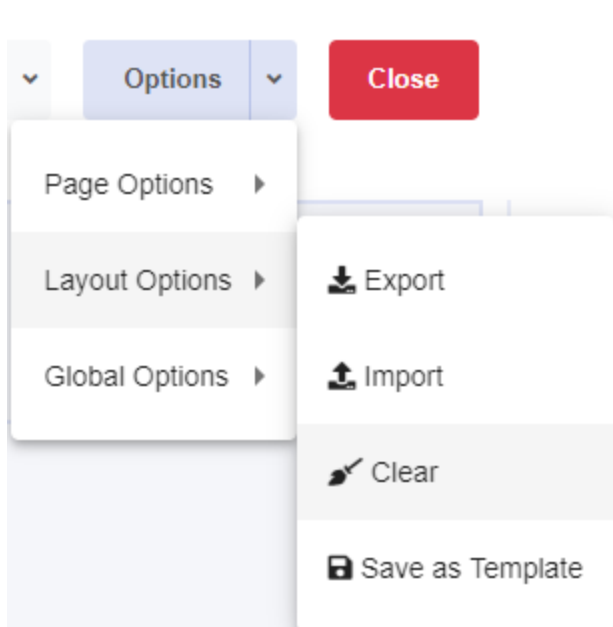 Options
Close
Page Options
Layout Options
Global Options
Export
Import
Clear
Save as Template